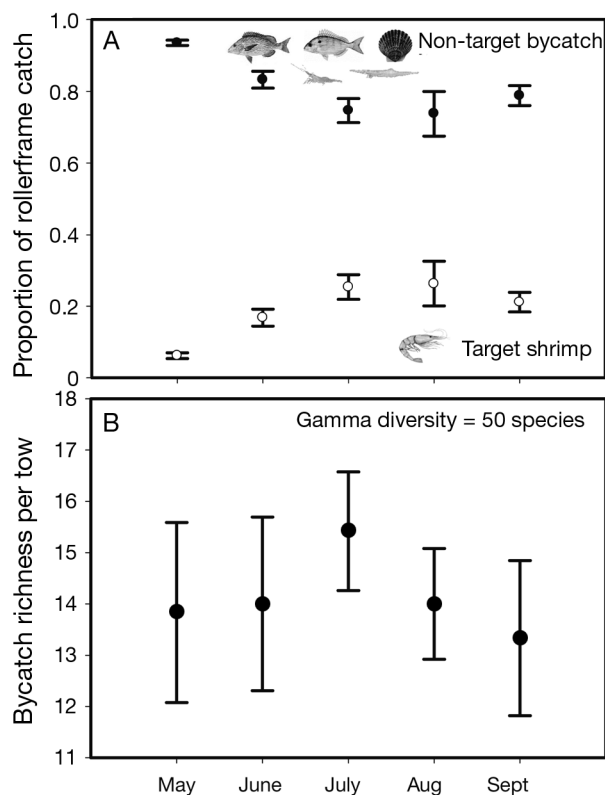 A
Non-target bycatch
Target shrimp
Proportion of rollerframe catch
1.0
0.8
0.6
0.4
0.2
0
B
Gamma diversity = 50 species
Bycatch richness per tow
18
17
16
15
14
13
12
11
May June July Aug Sept